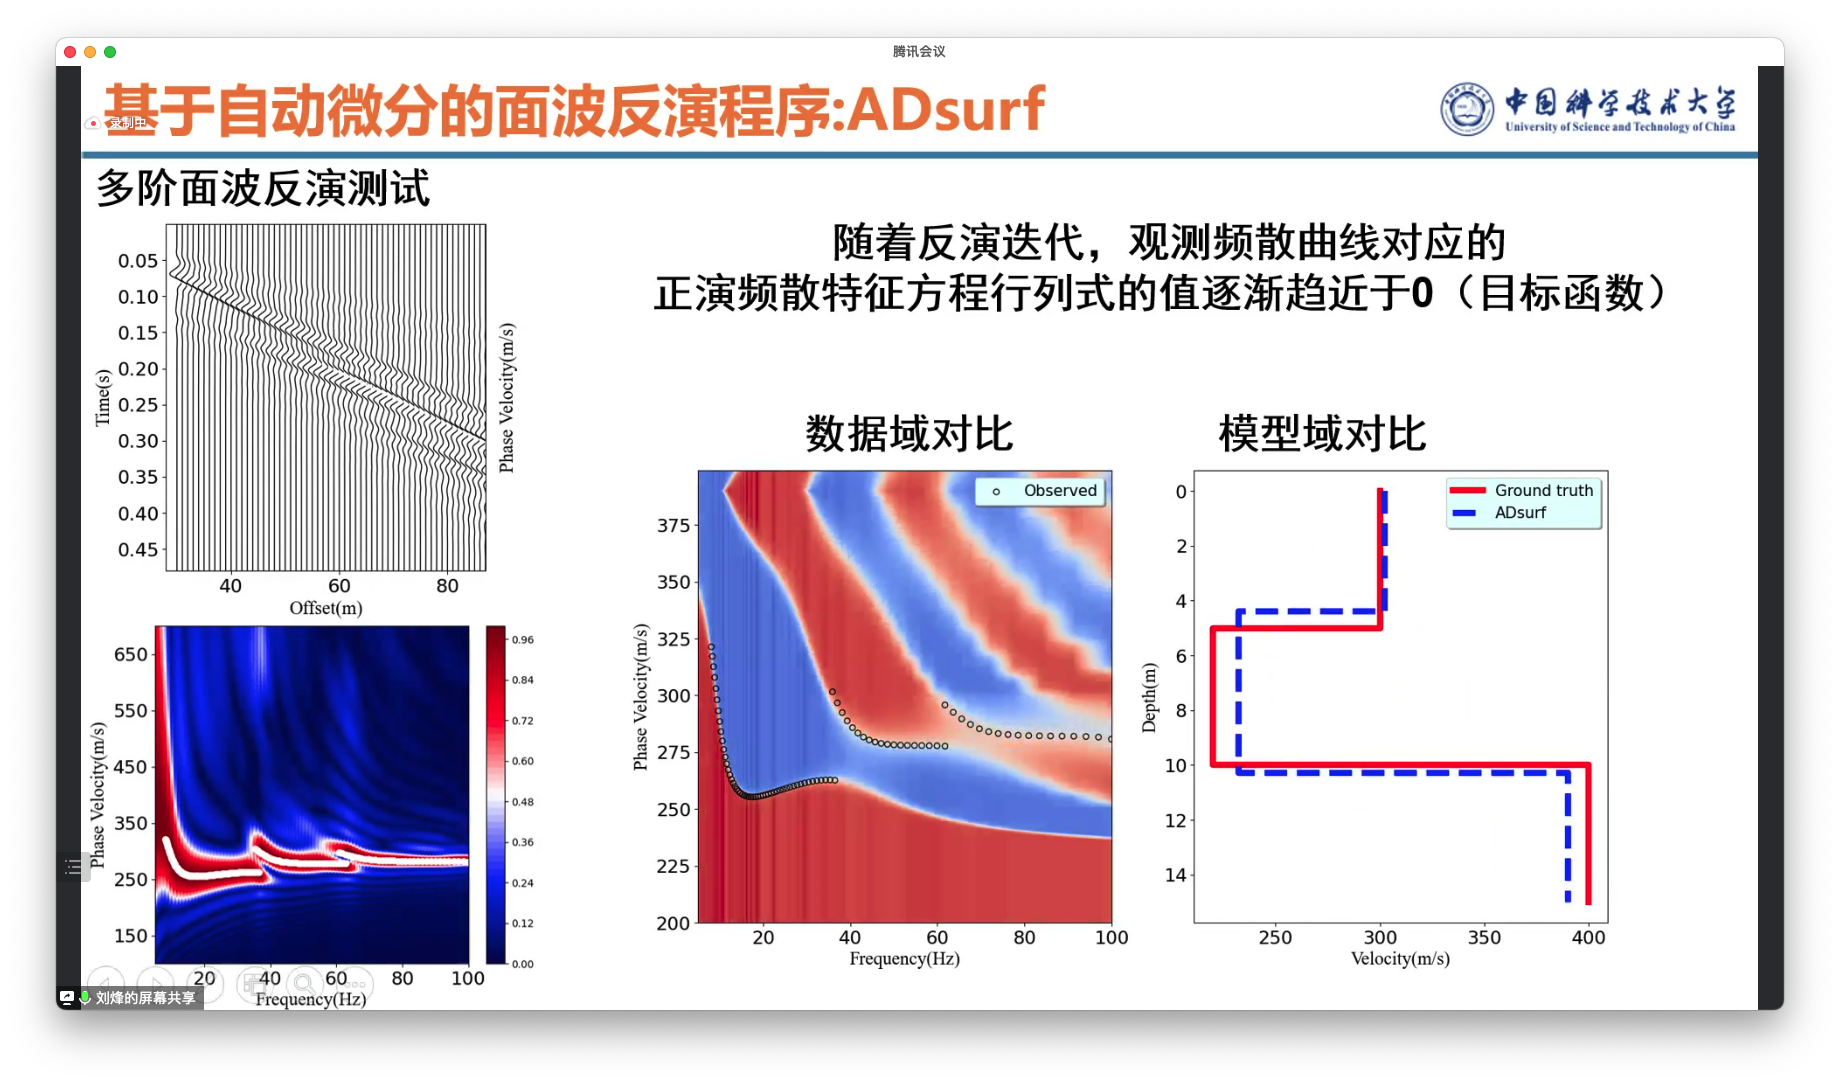 腾讯会议
基于自动微分的面波反演程序:ADsurf
录制中
中国科学技术大学
University of Science and Technology of China
多阶面波反演测试
随着反演迭代，观测频散曲线对应的
正演频散特征方程行列式的值逐渐趋近于0（目标函数）
0.05
0.10
0.15
0.20
0.25
0.30
0.35
0.40
0.45
Time(s)
40 60 80
Offset(m)
Phase Velocity(m/s)
650
550
450
350
250
150
Phase Velocity(m/s)
20 40 60 80 100
Frequency(Hz)
0.96
0.84
0.72
0.60
0.48
0.36
0.24
0.12
0.00
数据域对比
Observed
375
350
325
300
275
250
225
200
Phase Velocity(m/s)
20 40 60 80 100
Frequency(Hz)
模型域对比
Ground truth
ADsurf
0
2
4
6
8
10
12
14
Depth(m)
250 300 350 400
Velocity(m/s)
刘烽的屏幕共享